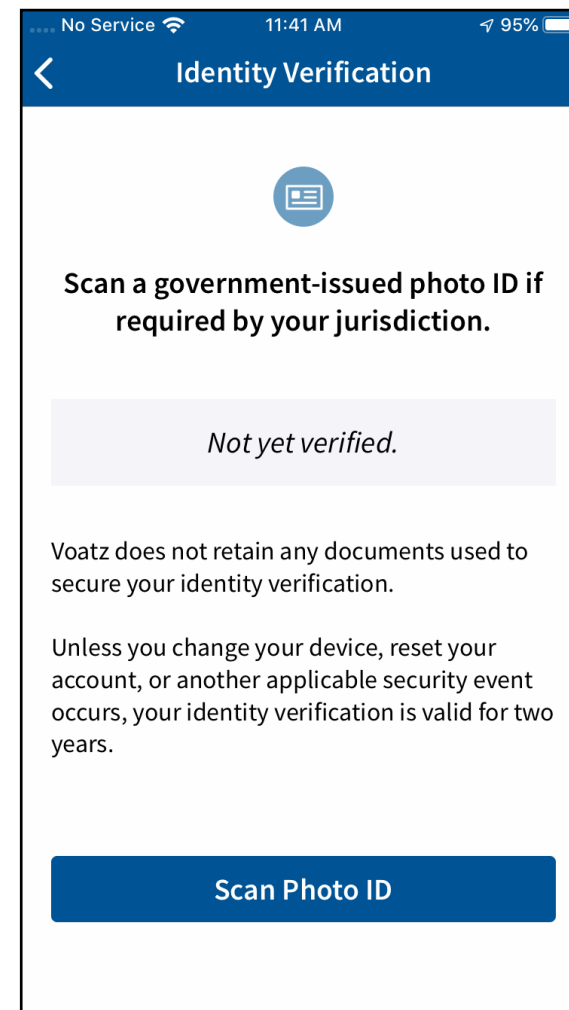 No Service 11:41 AM 95%
Identity Verification
Scan a government-issued photo ID if
required by your jurisdiction.
Not yet verified.
Voatz does not retain any documents used to
secure your identity verification.
Unless you change your device, reset your
account, or another applicable security event
occurs, your identity verification is valid for two
years.
Scan Photo ID